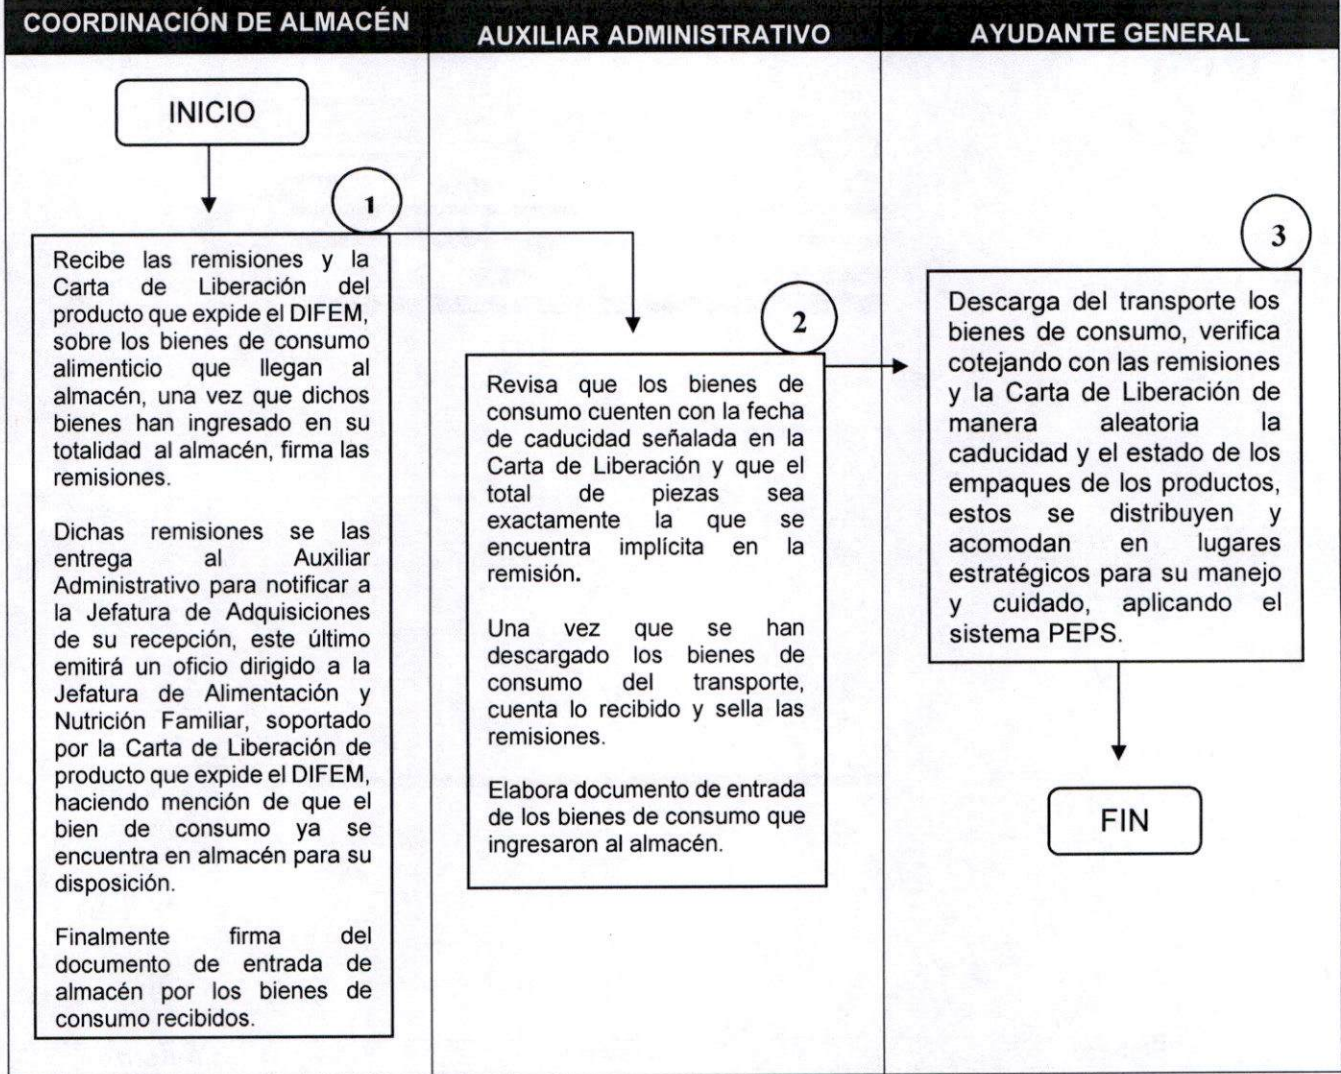 COORDINACIÓN DE ALMACÉN
AUXILIAR ADMINISTRATIVO
AYUDANTE GENERAL
INICIO
1
Recibe las remisiones y la
Carta de Liberación del
producto que expide el DIFEM,
sobre los bienes de consumo
alimenticio que llegan al
almacén, una vez que dichos
bienes han ingresado en su
totalidad al almacén, firma las
remisiones.
Dichas remisiones se las
entrega al Auxiliar
Administrativo para notificar a
la Jefatura de Adquisiciones
de su recepción, este último
emitirá un oficio dirigido a la
Jefatura de Alimentación y
Nutrición Familiar, soportado
por la Carta de Liberación de
producto que expide el DIFEM,
haciendo mención de que el
bien de consumo ya se
encuentra en almacén para su
disposición.
Finalmente firma del
documento de entrada de
almacén por los bienes de
consumo recibidos.
2
Revisa que los bienes de
consumo cuenten con la fecha
de caducidad señalada en la
Carta de Liberación y que el
total de piezas sea
exactamente la que se
encuentra implícita en la
remisión.
Una vez que se han
descargado los bienes de
consumo del transporte,
cuenta lo recibido y sella las
remisiones.
Elabora documento de entrada
de los bienes de consumo que
ingresaron al almacén.
3
Descarga del transporte los
bienes de consumo, verifica
cotejando con las remisiones
y la Carta de Liberación de
manera aleatoria la
caducidad y el estado de los
empaques de los productos,
estos se distribuyen y
acomodan en lugares
estratégicos para su manejo
y cuidado, aplicando el
sistema PEPS.
FIN